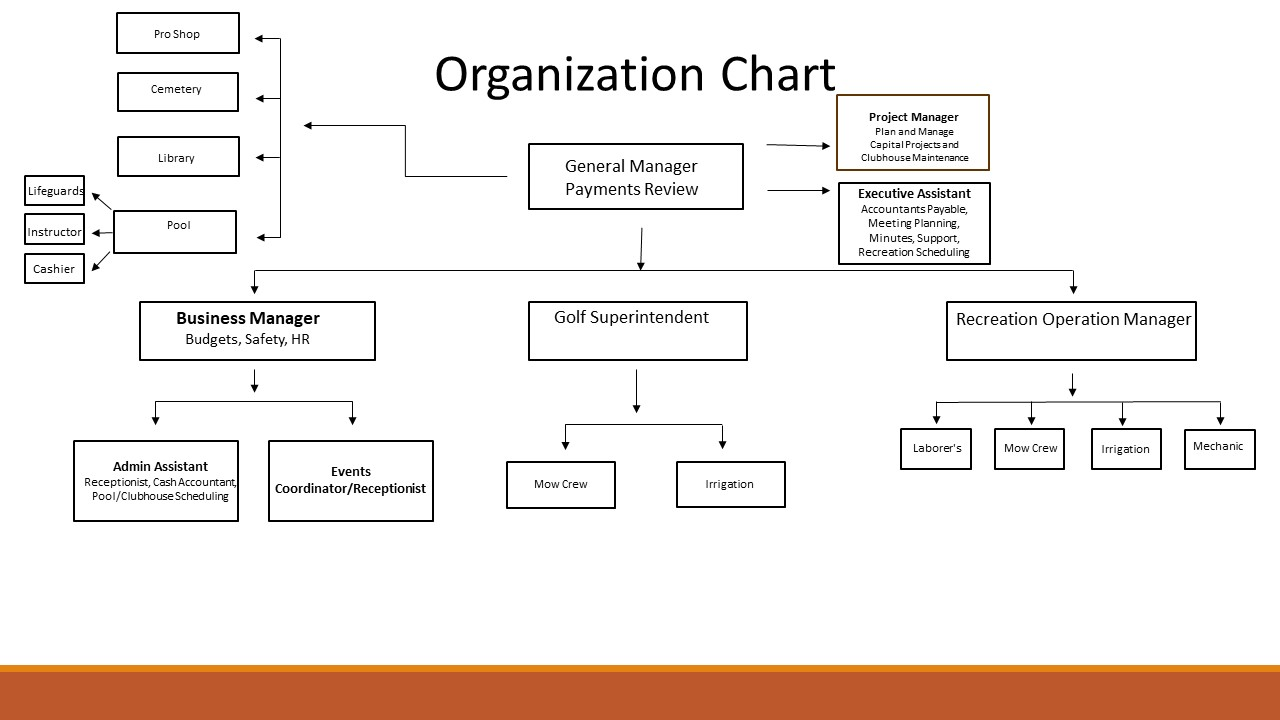 Organization Chart
Pro Shop
Cemetery
Library
Pool
Lifeguards
Instructor
Cashier
General Manager
Payments Review
Project Manager
Plan and Manage
Capital Projects and
Clubhouse Maintenance
Executive Assistant
Accountants Payable,
Meeting Planning,
Minutes, Support,
Recreation Scheduling
Business Manager
Budgets, Safety, HR
Golf Superintendent
Recreation Operation Manager
Admin Assistant
Receptionist, Cash Accountant,
Pool/Clubhouse Scheduling
Events
Coordinator/Receptionist
Mow Crew
Irrigation
Laborer's
Mow Crew
Irrigation
Mechanic